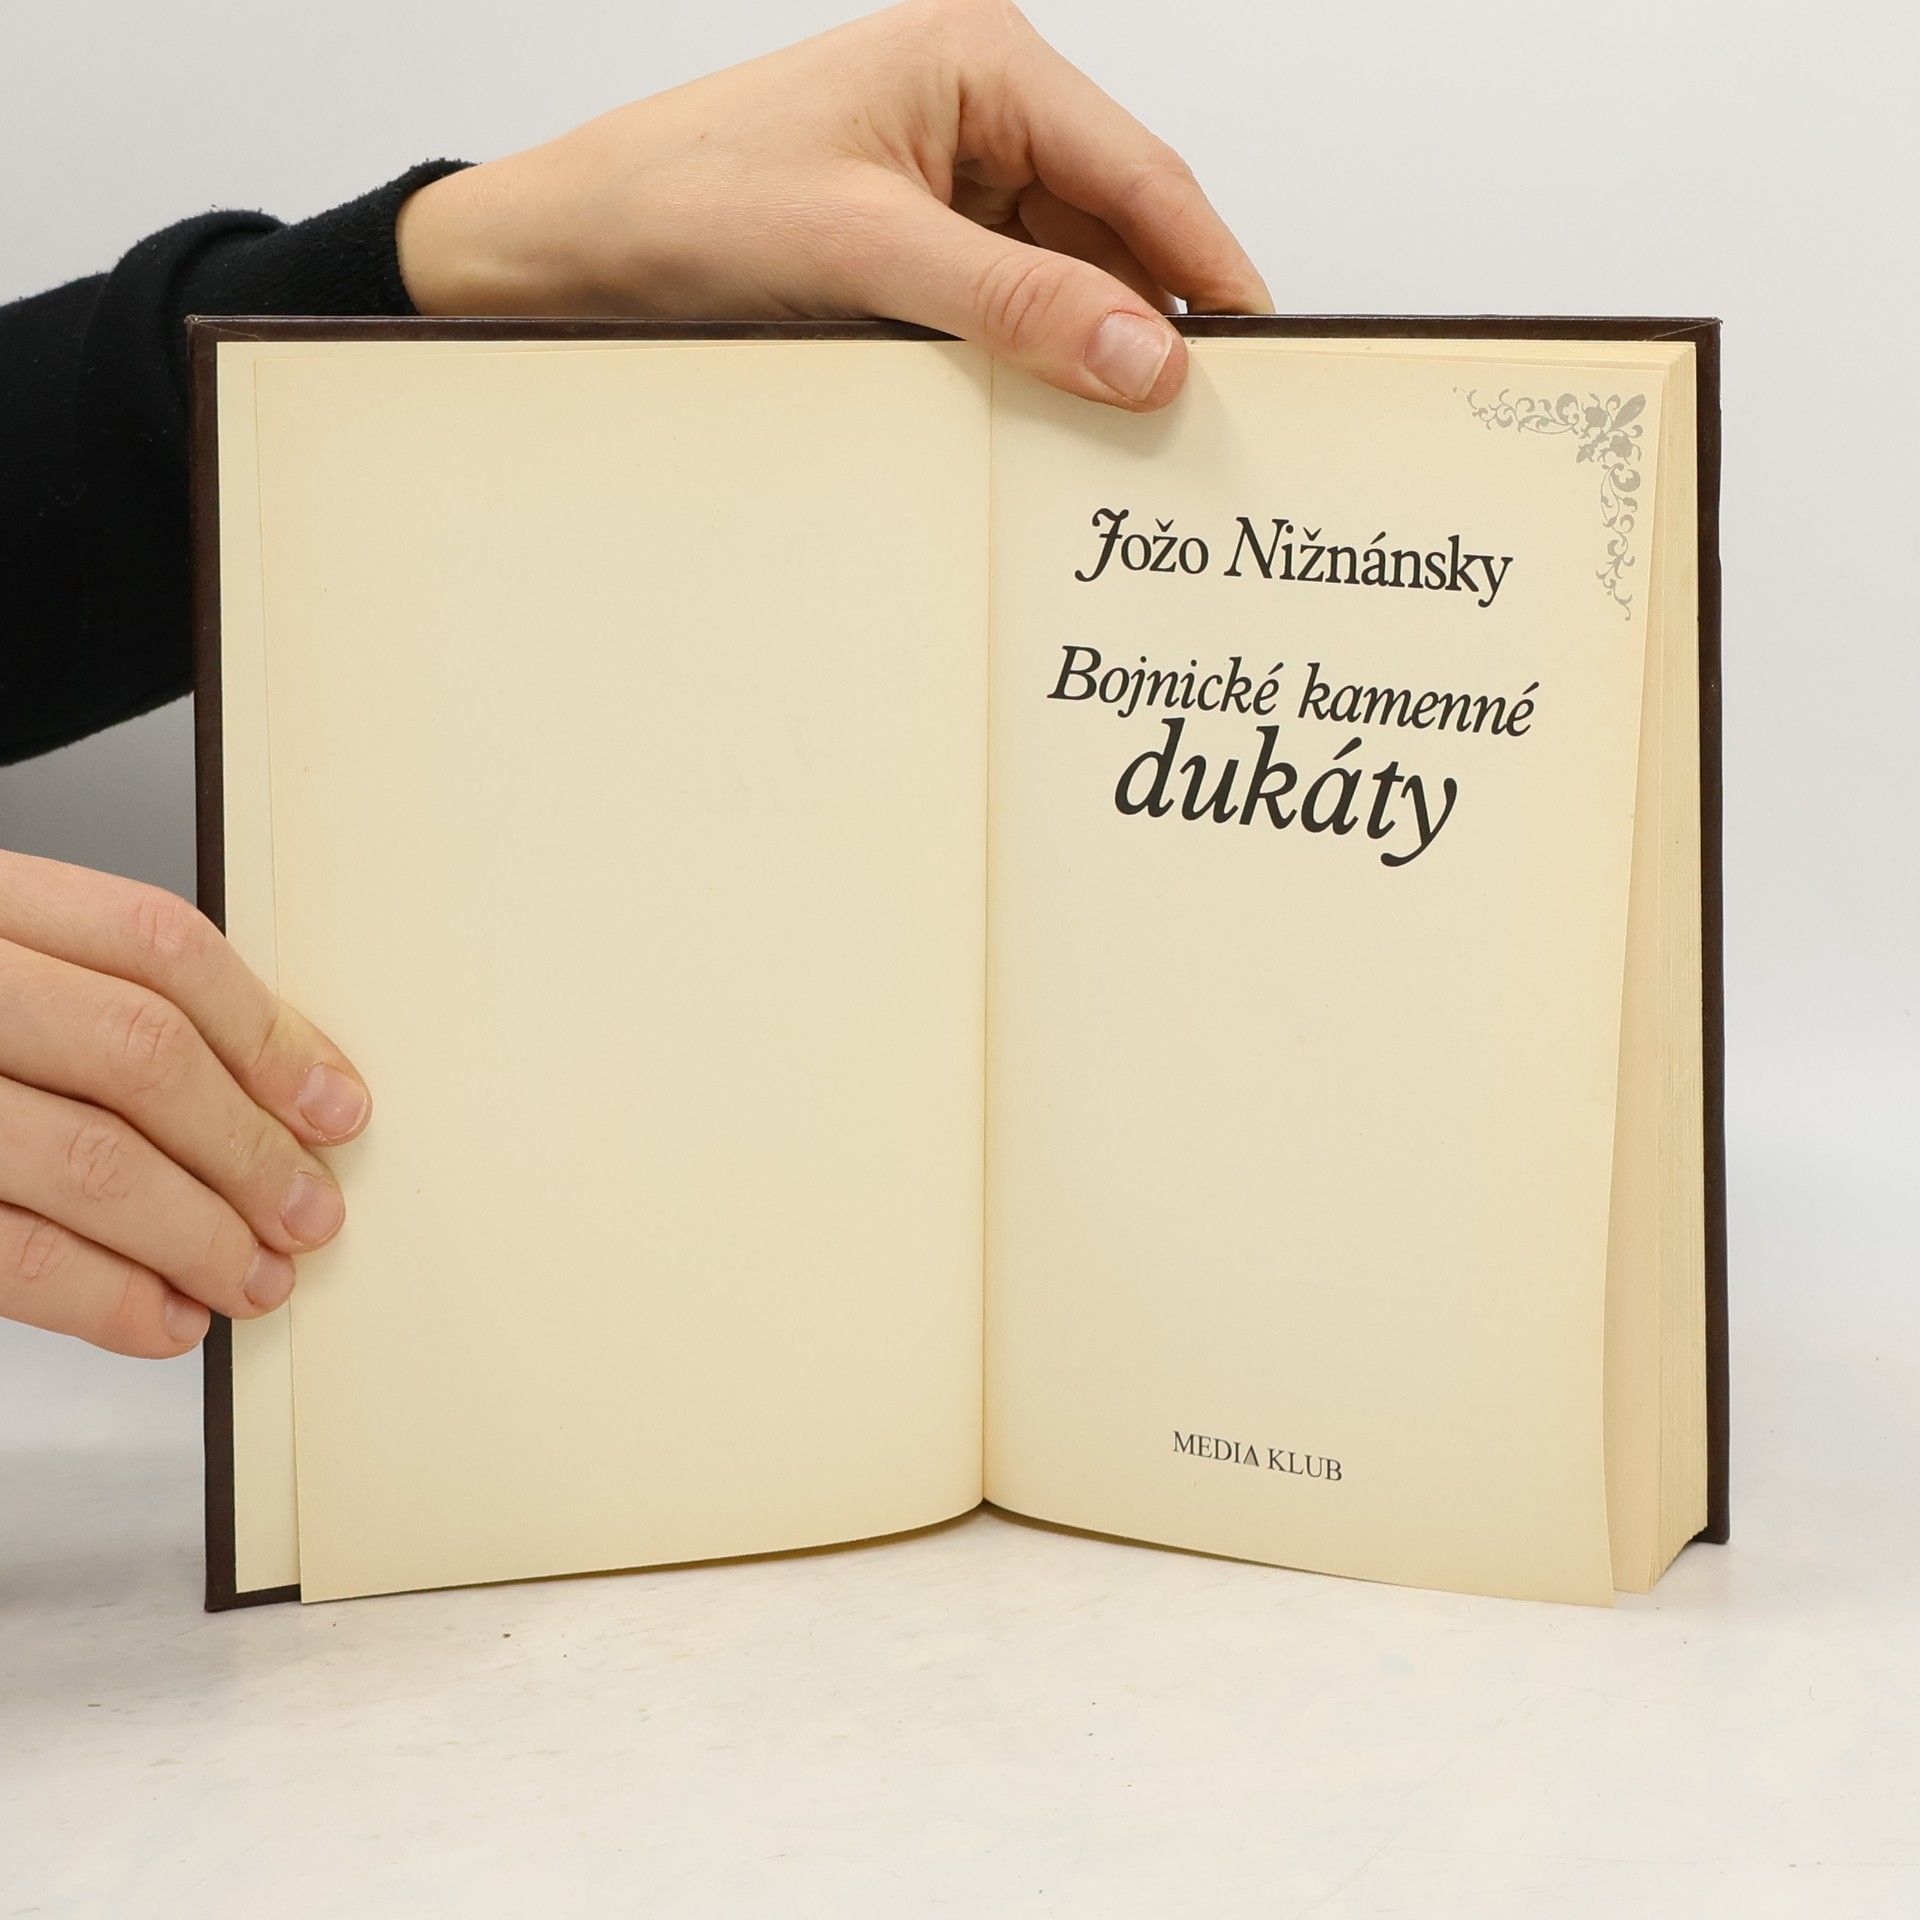 Jožo Nižnánsky
Bojnické kamenné
dukáty
MEDIA KLUB